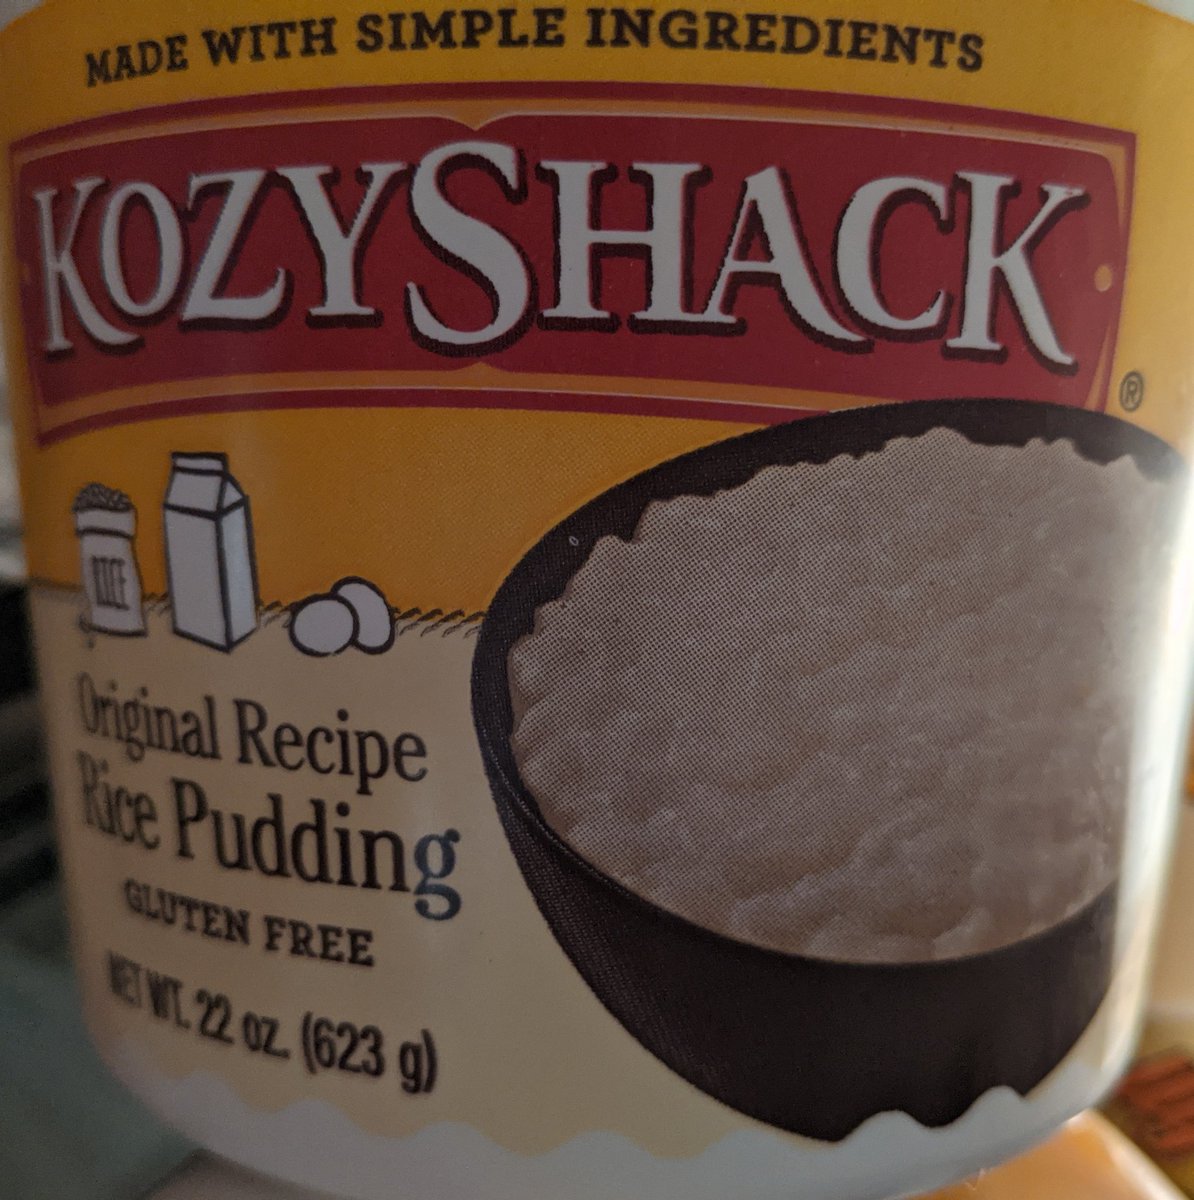 MADE WITH SIMPLE INGREDIENTS
KOZYSHACK
®
RICE
Original Recipe
Rice Pudding
GLUTEN FREE
NET WT. 22 oz. (623 g)